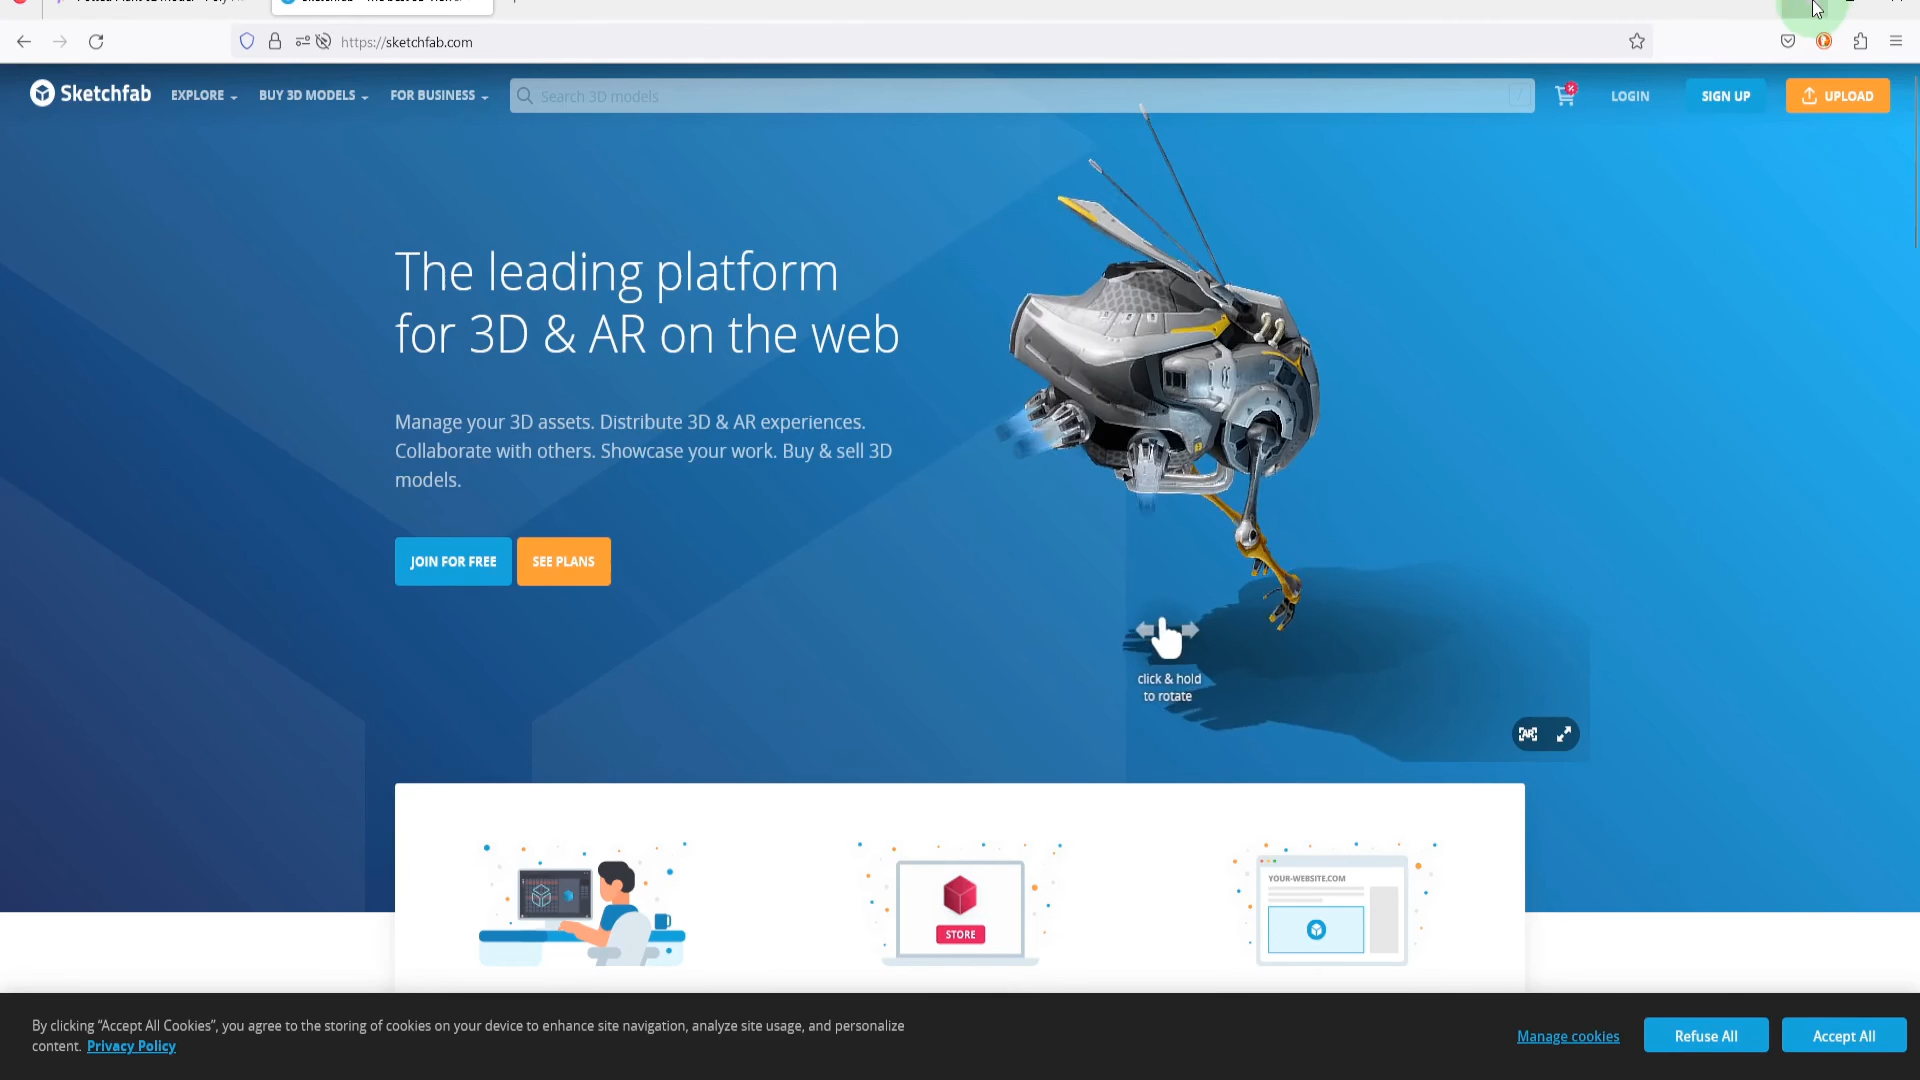 https://sketchfab.com
Sketchfab EXPLORE BUY 3D MODELS FOR BUSINESS Search 3D models / LOGIN SIGN UP UPLOAD
The leading platform
for 3D & AR on the web
Manage your 3D assets. Distribute 3D & AR experiences.
Collaborate with others. Showcase your work. Buy & sell 3D
models.
JOIN FOR FREE SEE PLANS
click & hold
to rotate
AR
YOUR-WEBSITE.COM
STORE
By clicking “Accept All Cookies”, you agree to the storing of cookies on your device to enhance site navigation, analyze site usage, and personalize
content. Privacy Policy
Manage cookies Refuse All Accept All